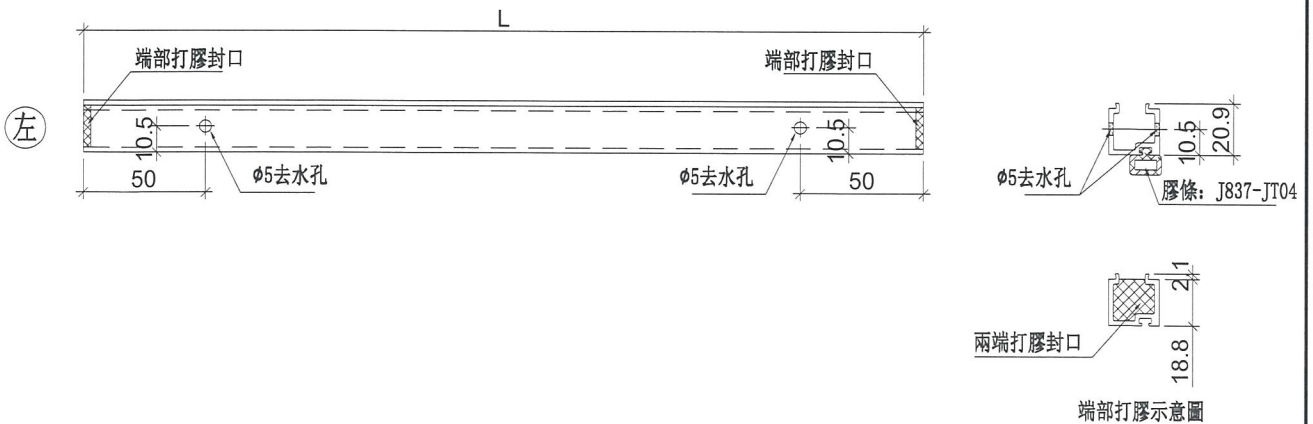 L
端部打膠封口
端部打膠封口
左
10.5
10.5
50
ϕ5去水孔
ϕ5去水孔
50
10.5
20.9
ϕ5去水孔
膠條: J837-JT04
2.1
18.8
兩端打膠封口
端部打膠示意圖